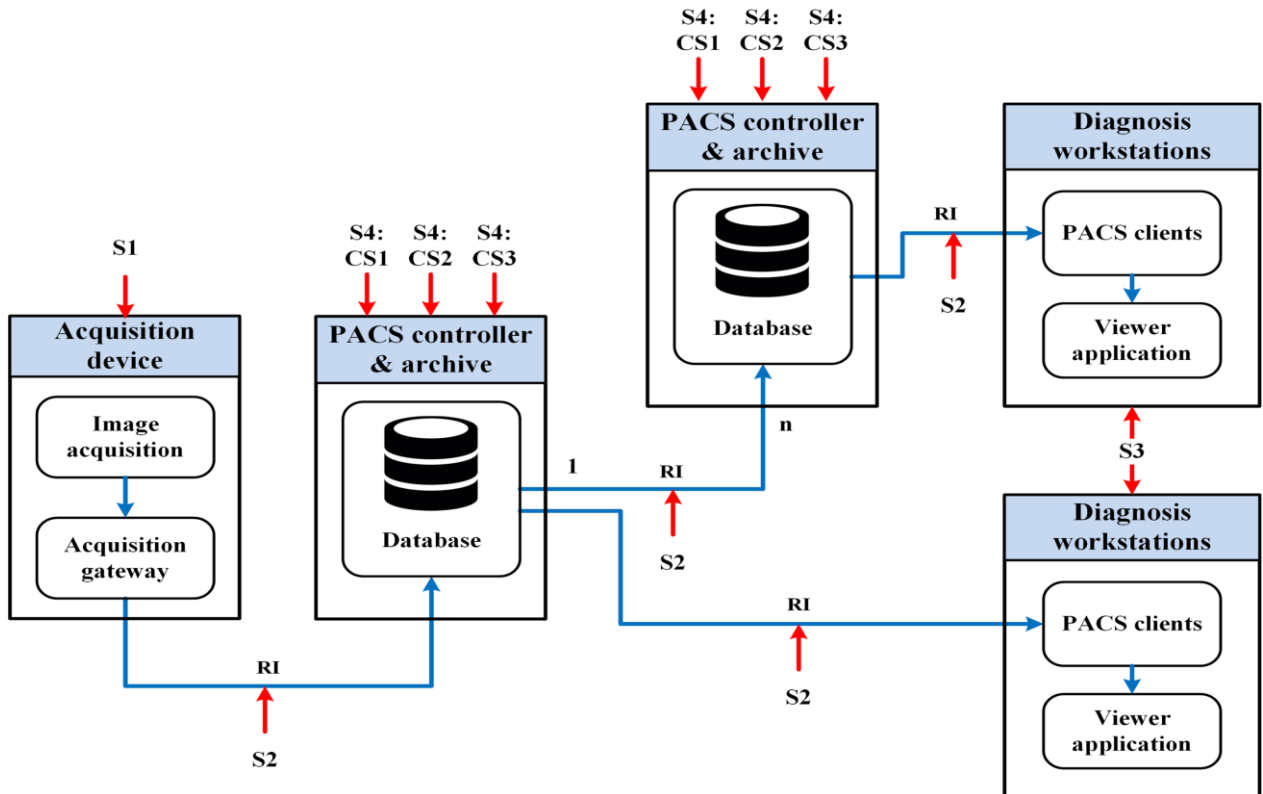 S4:
CS1
S4:
CS2
S4:
CS3
PACS controller
& archive
Database
n
RI
S2
Diagnosis
workstations
PACS clients
Viewer
application
S3
S1
Acquisition
device
Image
acquisition
Acquisition
gateway
RI
S2
S4:
CS1
S4:
CS2
S4:
CS3
PACS controller
& archive
Database
1
RI
S2
RI
S2
Diagnosis
workstations
PACS clients
Viewer
application